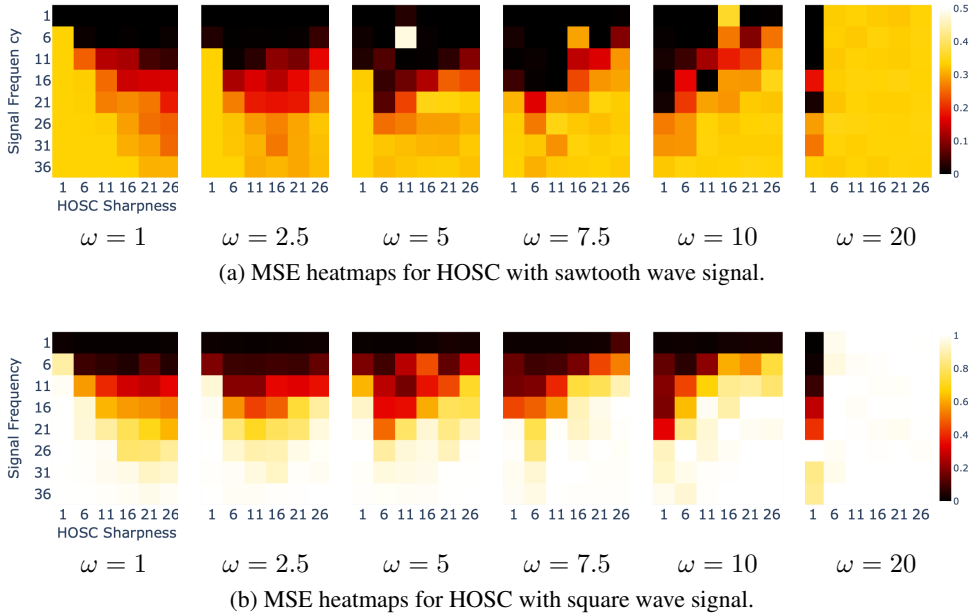 Signal Frequen cy
1
6
11
16
21
26
31
36
1 6 11 16 21 26 1 6 11 16 21 26 1 6 11 16 21 26 1 6 11 16 21 26 1 6 11 16 21 26 1 6 11 16 21 26
HOSC Sharpness
0.5
0.4
0.3
0.2
0.1
0
ω = 1 ω = 2.5 ω = 5 ω = 7.5 ω = 10 ω = 20
(a) MSE heatmaps for HOSC with sawtooth wave signal.
Signal Frequency
1
6
11
16
21
26
31
36
1 6 11 16 21 26 1 6 11 16 21 26 1 6 11 16 21 26 1 6 11 16 21 26 1 6 11 16 21 26 1 6 11 16 21 26
HOSC Sharpness
1
0.8
0.6
0.4
0.2
0
ω = 1 ω = 2.5 ω = 5 ω = 7.5 ω = 10 ω = 20
(b) MSE heatmaps for HOSC with square wave signal.